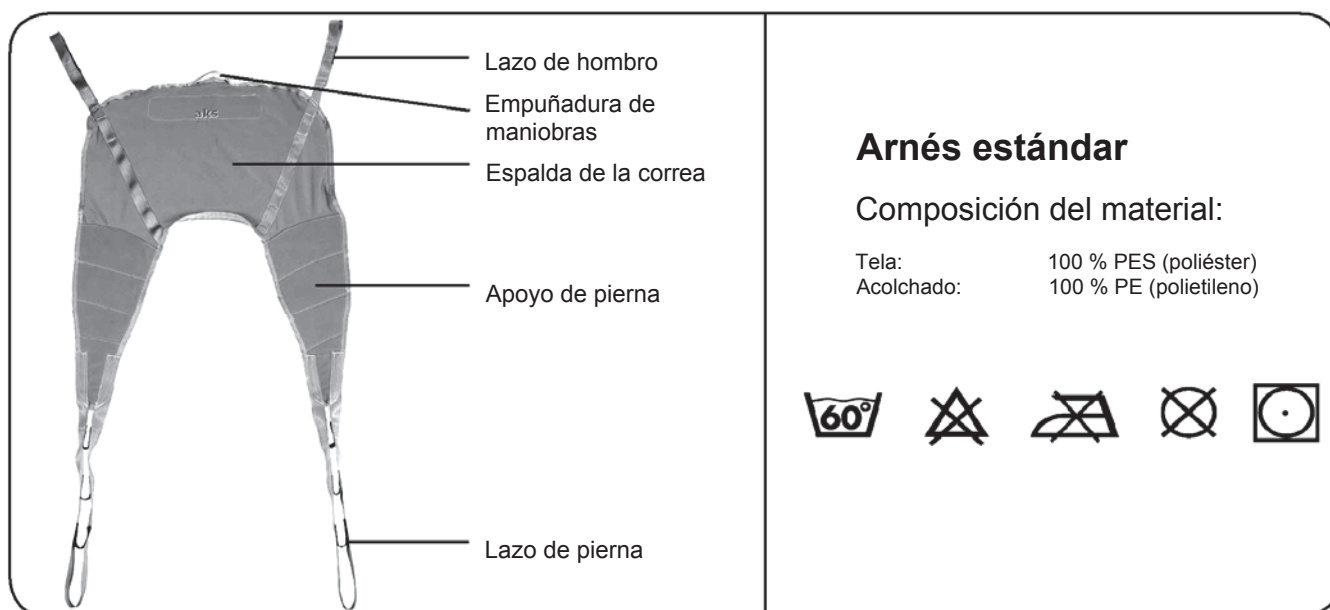 aks
Lazo de hombro
Empuñadura de
maniobras
Espalda de la correa
Apoyo de pierna
Lazo de pierna
Arnés estándar
Composición del material:
Tela: 100 % PES (poliéster)
Acolchado: 100 % PE (polietileno)
60°